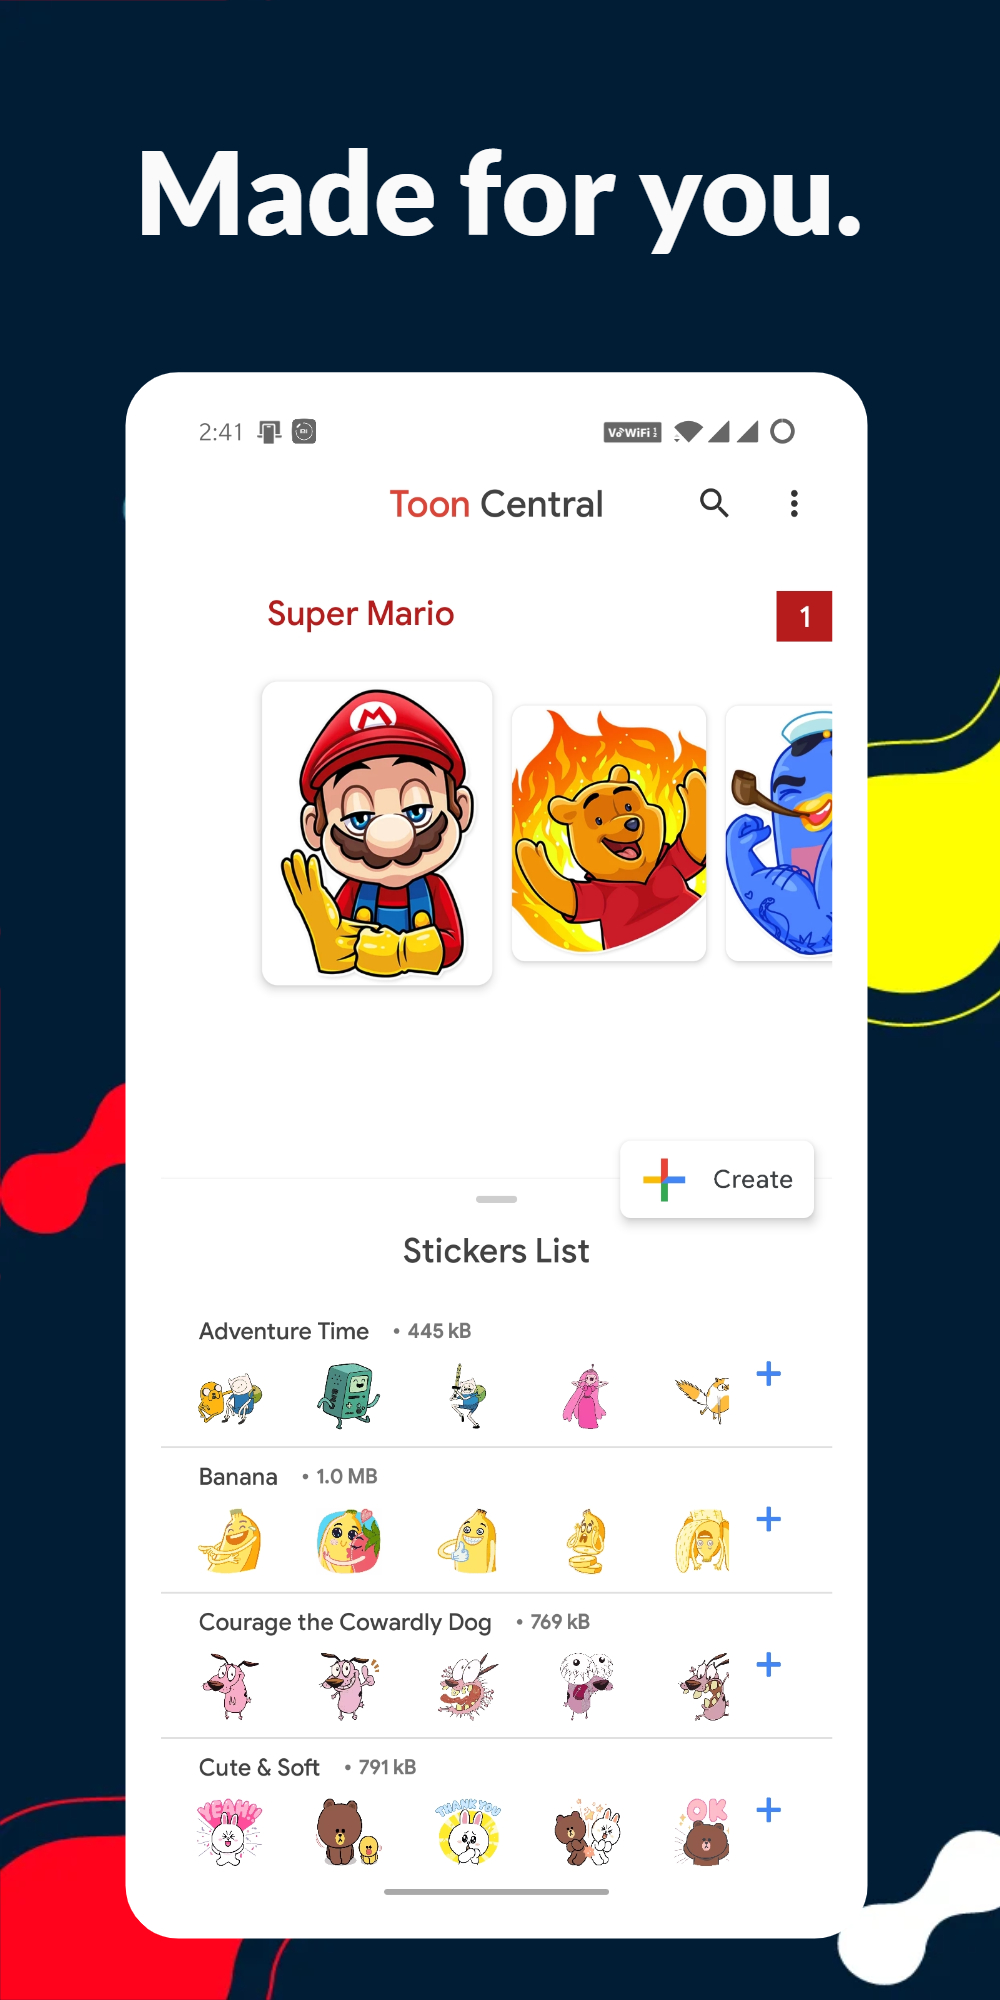 Made for you.
2:41 VoWiFi
Toon Central
Super Mario 1
M
Create
Stickers List
Adventure Time • 445 kB
Banana • 1.0 MB
Courage the Cowardly Dog • 769 kB
Cute & Soft • 791 kB
YEAH!! THANK YOU OK